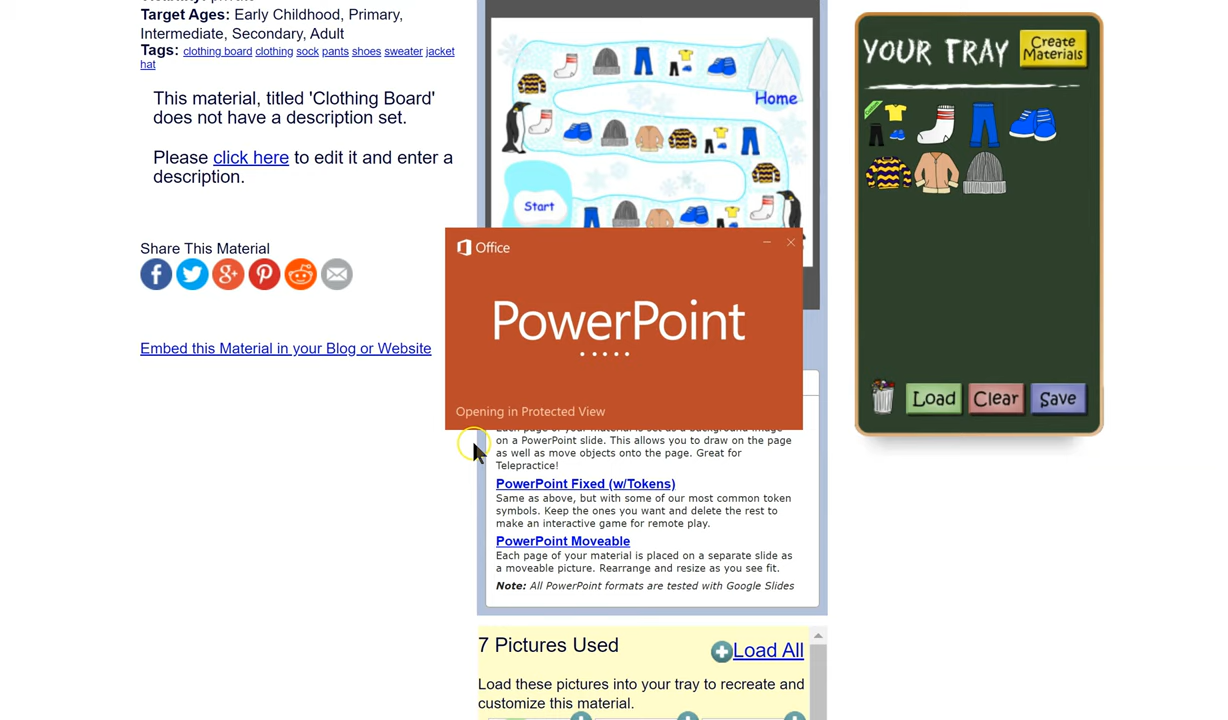 Target Ages: Early Childhood, Primary,
Intermediate, Secondary, Adult
Tags: clothing board clothing sock pants shoes sweater jacket
hat
This material, titled 'Clothing Board'
does not have a description set.
Please click here to edit it and enter a
description.
Share This Material
Embed this Material in your Blog or Website
Home
Start
Office
PowerPoint
Opening in Protected View
on a PowerPoint slide. This allows you to draw on the page
as well as move objects onto the page. Great for
Telepractice!
PowerPoint Fixed (w/Tokens)
Same as above, but with some of our most common token
symbols. Keep the ones you want and delete the rest to
make an interactive game for remote play.
PowerPoint Moveable
Each page of your material is placed on a separate slide as
a moveable picture. Rearrange and resize as you see fit.
Note: All PowerPoint formats are tested with Google Slides
7 Pictures Used
Load All
Load these pictures into your tray to recreate and
customize this material.
YOUR TRAY
Create
Materials
Load
Clear
Save